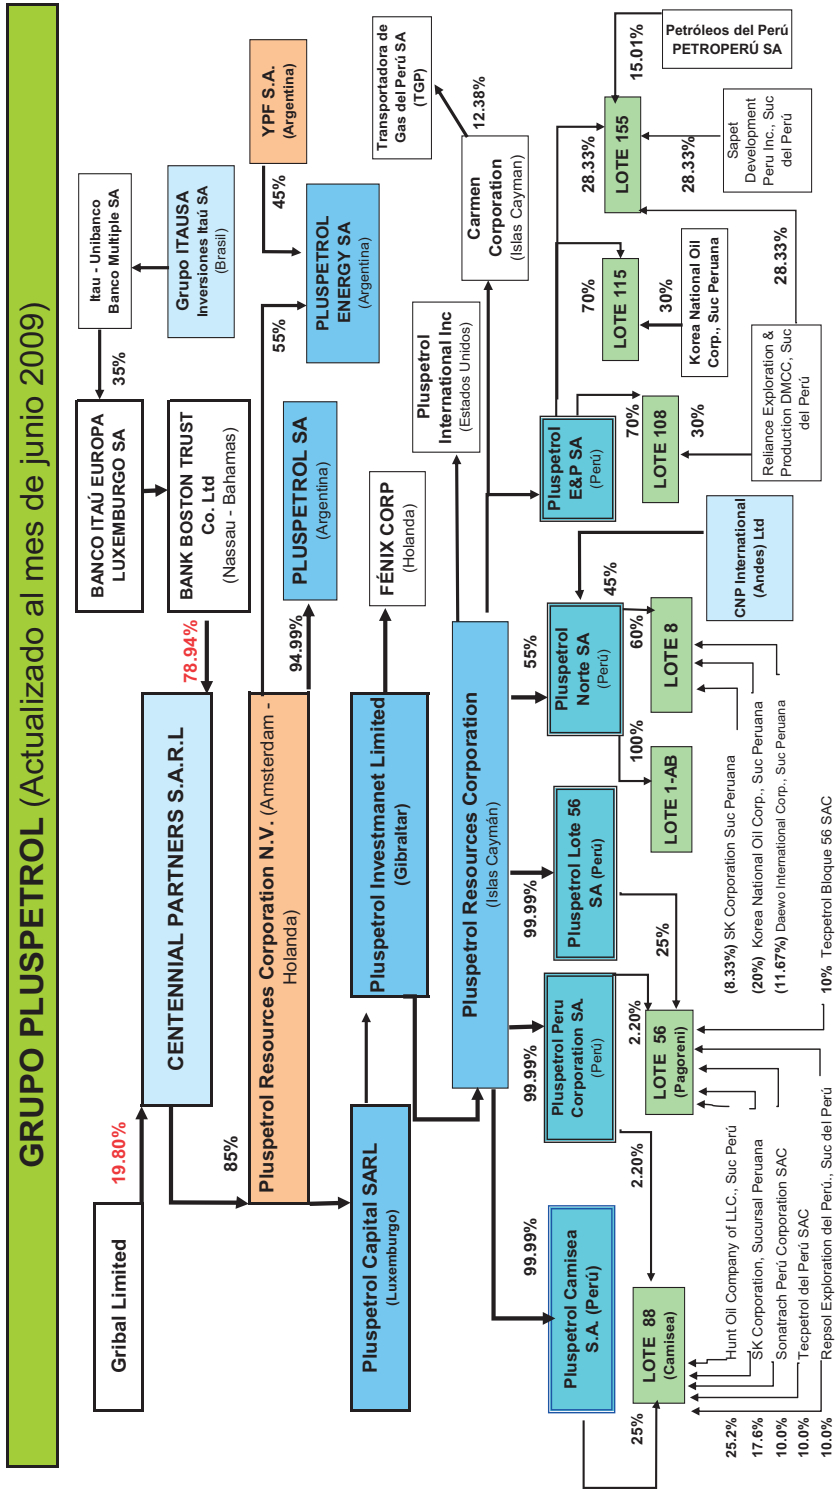 GRUPO PLUSPETROL (Actualizado al mes de junio 2009)
Gribal Limited
19.80%
CENTENNIAL PARTNERS S.A.R.L
78.94%
BANCO ITAÚ EUROPA
LUXEMBURGO SA
35%
Itau - Unibanco
Banco Multiple SA
BANK BOSTON TRUST
Co. Ltd
(Nassau - Bahamas)
Grupo ITAUSA
Inversiones Itaú SA
(Brasil)
85%
Pluspetrol Resources Corporation N.V. (Amsterdam -
Holanda)
55%
45%
YPF S.A.
(Argentina)
94.99%
PLUSPETROL SA
(Argentina)
PLUSPETROL
ENERGY SA
(Argentina)
Pluspetrol Capital SARL
(Luxemburgo)
Pluspetrol Investmanet Limited
(Gibraltar)
FÉNIX CORP
(Holanda)
Transportadora de
Gas del Perú SA
(TGP)
12.38%
Pluspetrol
International Inc
(Estados Unidos)
Carmen
Corporation
(Islas Cayman)
Pluspetrol Resources Corporation
(Islas Caymán)
99.99%
99.99%
99.99%
55%
Pluspetrol Camisea
S.A. (Perú)
Pluspetrol Peru
Corporation SA.
(Perú)
Pluspetrol Lote 56
SA (Perú)
Pluspetrol
Norte SA
(Perú)
Pluspetrol
E&P SA
(Perú)
45%
70%
70%
28.33%
15.01%
Petróleos del Perú
PETROPERÚ SA
25%
2.20%
2.20%
25%
100%
60%
LOTE 88
(Camisea)
LOTE 56
(Pagoreni)
LOTE 1-AB
LOTE 8
LOTE 108
LOTE 115
LOTE 155
CNP International
(Andes) Ltd
30%
30%
28.33%
Korea National Oil
Corp., Suc Peruana
Sapet
Development
Peru Inc., Suc
del Perú
28.33%
Reliance Exploration &
Production DMCC, Suc
del Perú
25.2% Hunt Oil Company of LLC., Suc Perú
17.6% SK Corporation, Sucursal Peruana
10.0% Sonatrach Perú Corporation SAC
10.0% Tecpetrol del Perú SAC
10.0% Repsol Exploration del Perú., Suc del Perú
(8.33%) SK Corporation Suc Peruana
(20%) Korea National Oil Corp., Suc Peruana
(11.67%) Daewo International Corp., Suc Peruana
10% Tecpetrol Bloque 56 SAC